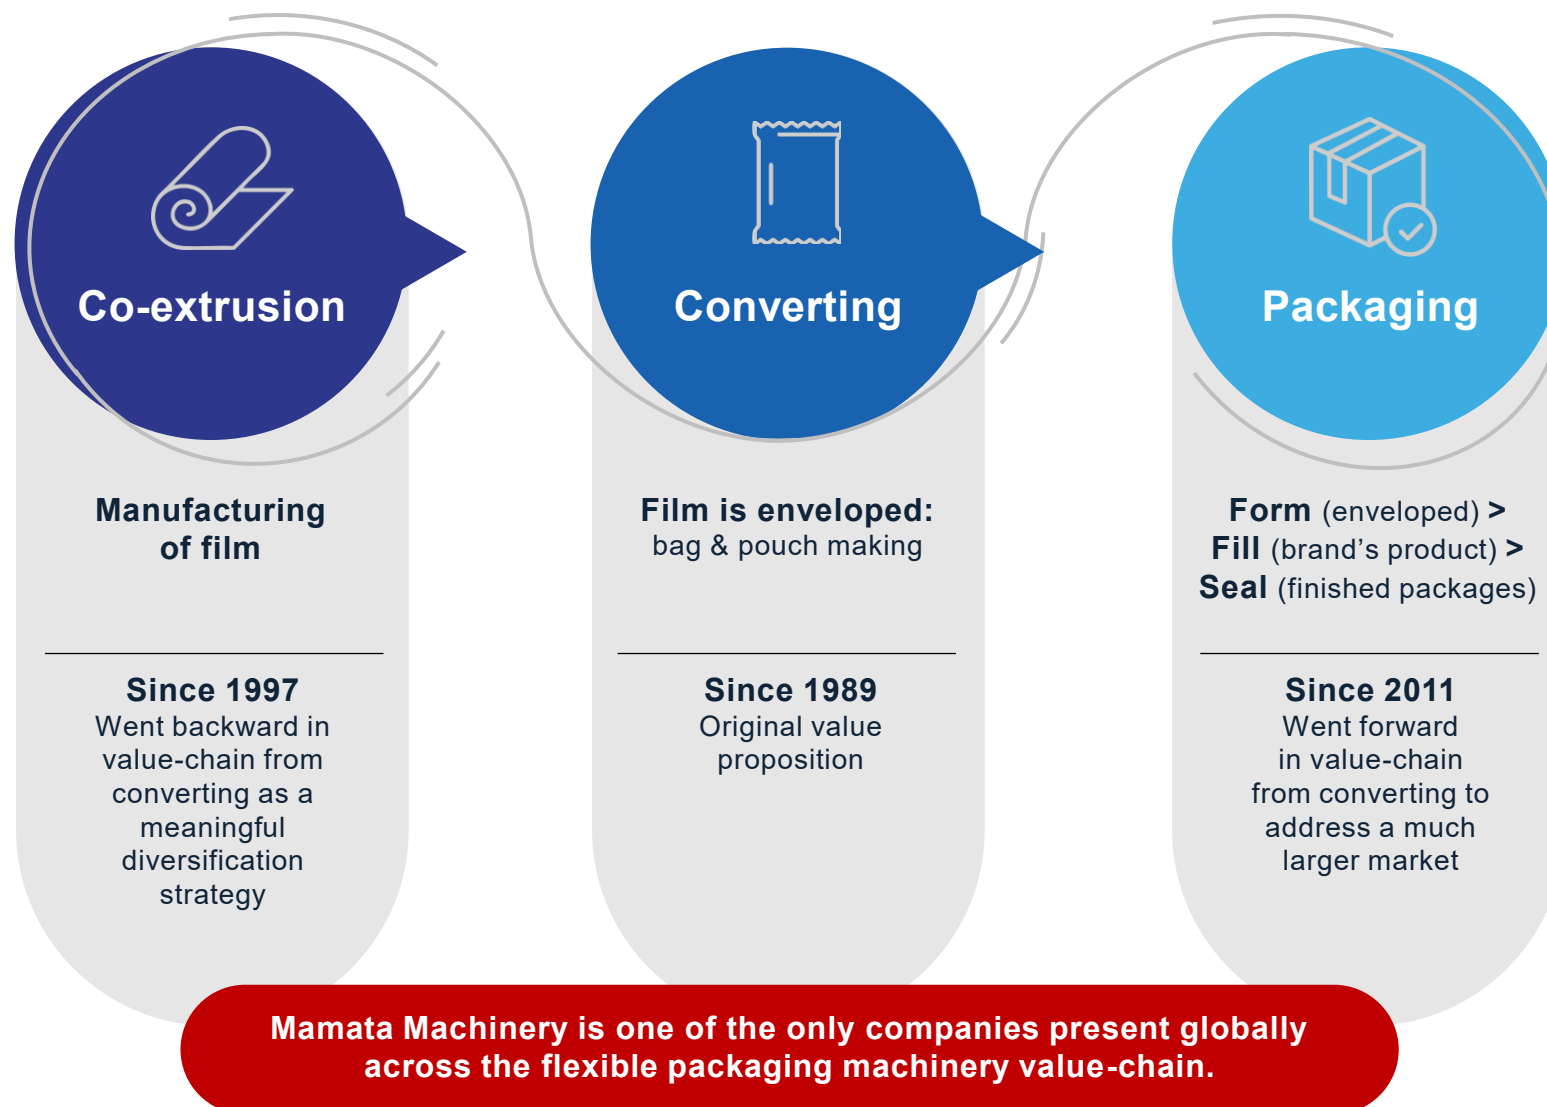 Co-extrusion
Manufacturing
of film
Since 1997
Went backward in
value-chain from
converting as a
meaningful
diversification
strategy
Converting
Film is enveloped:
bag & pouch making
Since 1989
Original value
proposition
Packaging
Form (enveloped) >
Fill (brand’s product) >
Seal (finished packages)
Since 2011
Went forward
in value-chain
from converting to
address a much
larger market
Mamata Machinery is one of the only companies present globally
across the flexible packaging machinery value-chain.